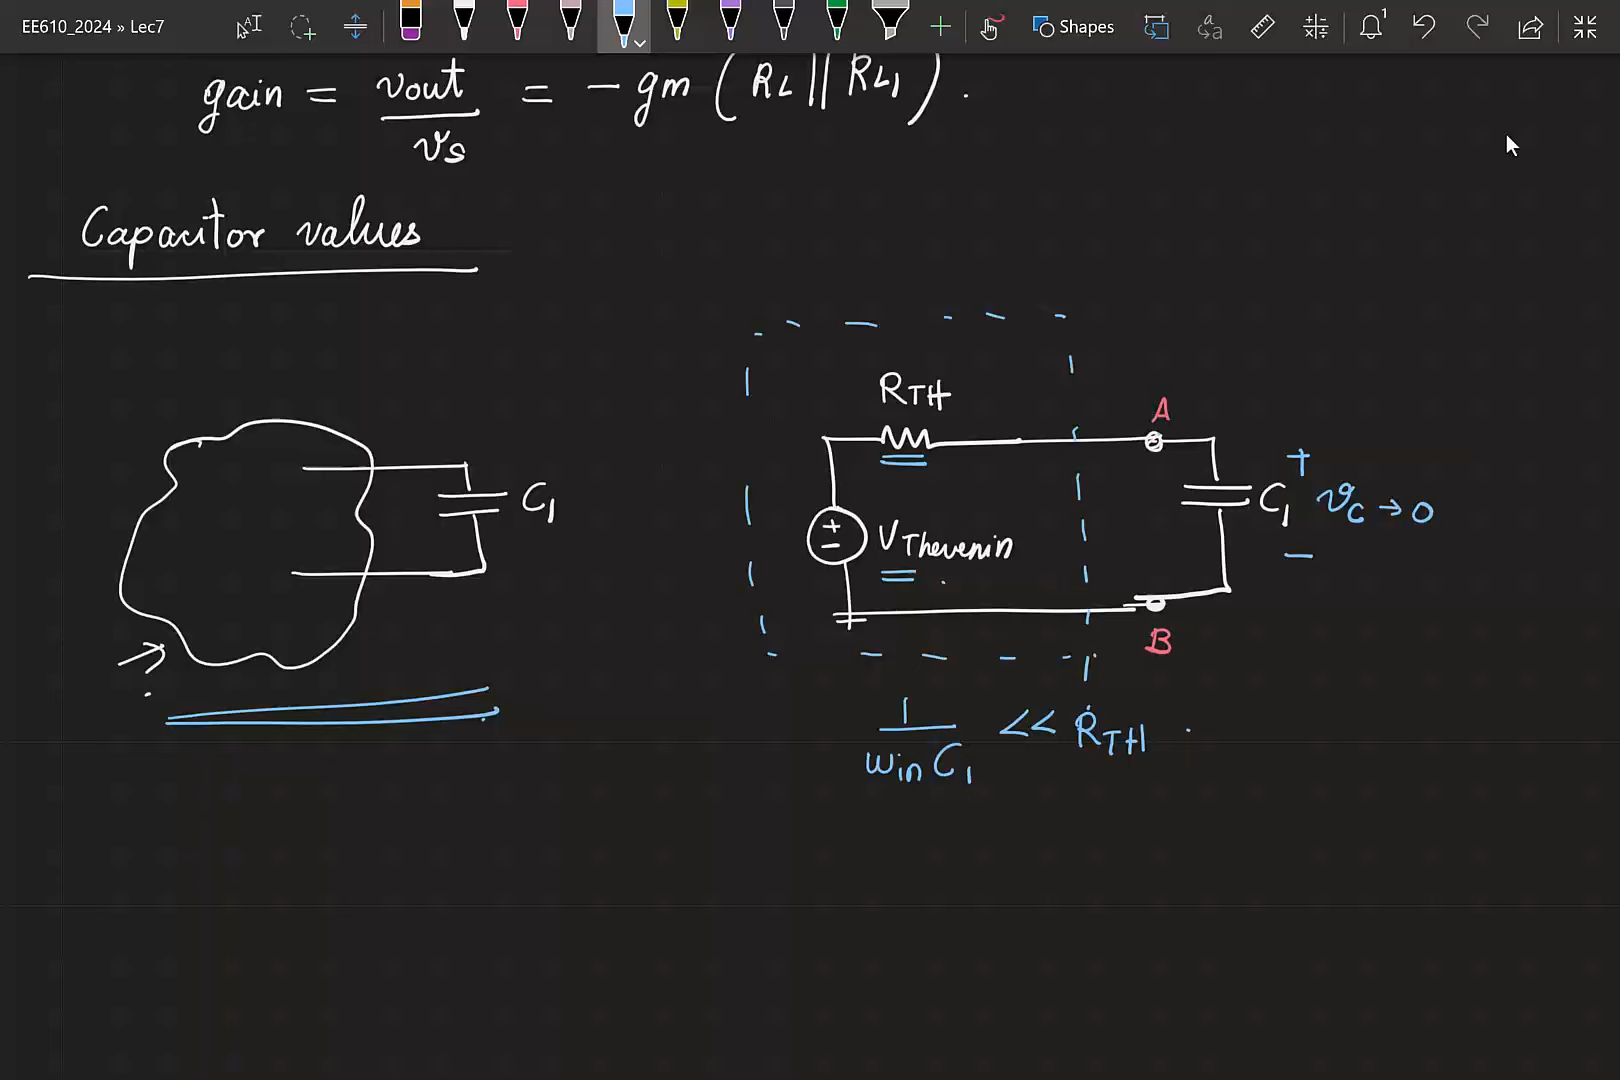 EE610_2024 » Lec7
Shapes
1
gain = vout / vs = - gm ( RL || RL1 ) .
Capacitor values
RTH
A
C1
+
C1 vc → 0
+
-
VThevenin
-
B
?
1 / win C1 << RTH